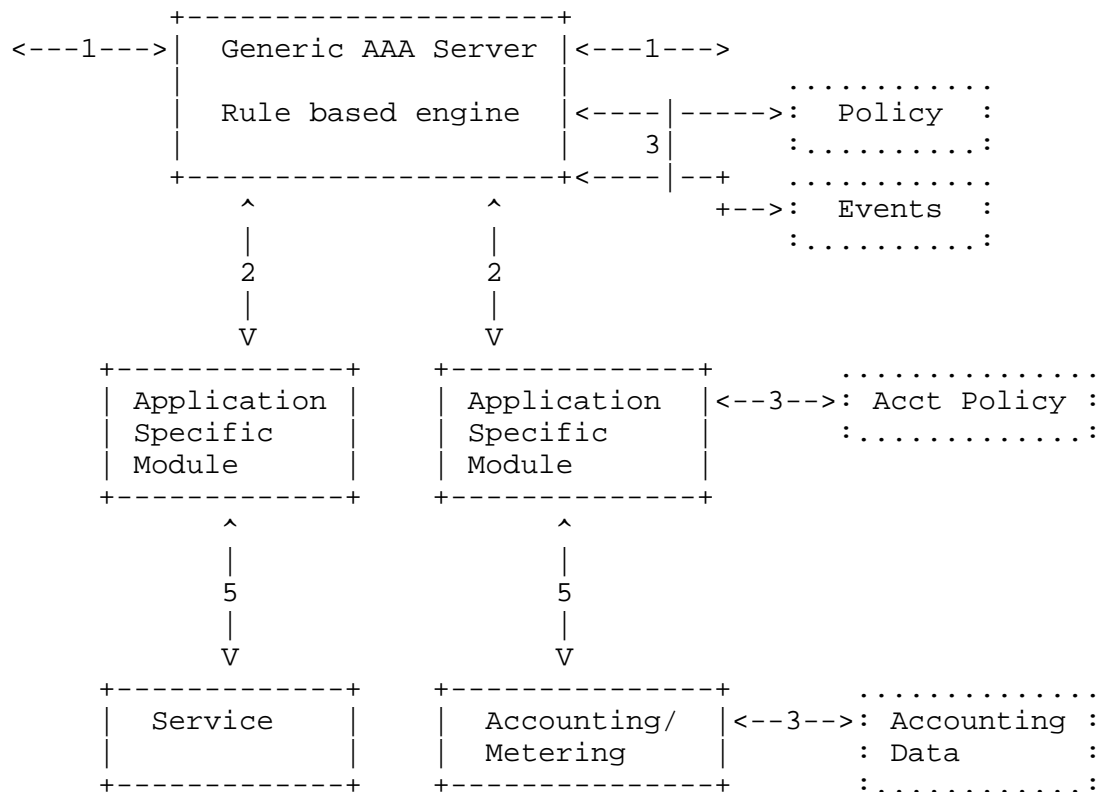 <---1---> Generic AAA Server <---1--->
Rule based engine <----|-----> Policy
3
<----|--+
+--> Events
2 2
V V
Application Application <--3--> Acct Policy
Specific Specific
Module Module
5 5
V V
Service Accounting/ <--3--> Accounting
Metering Data